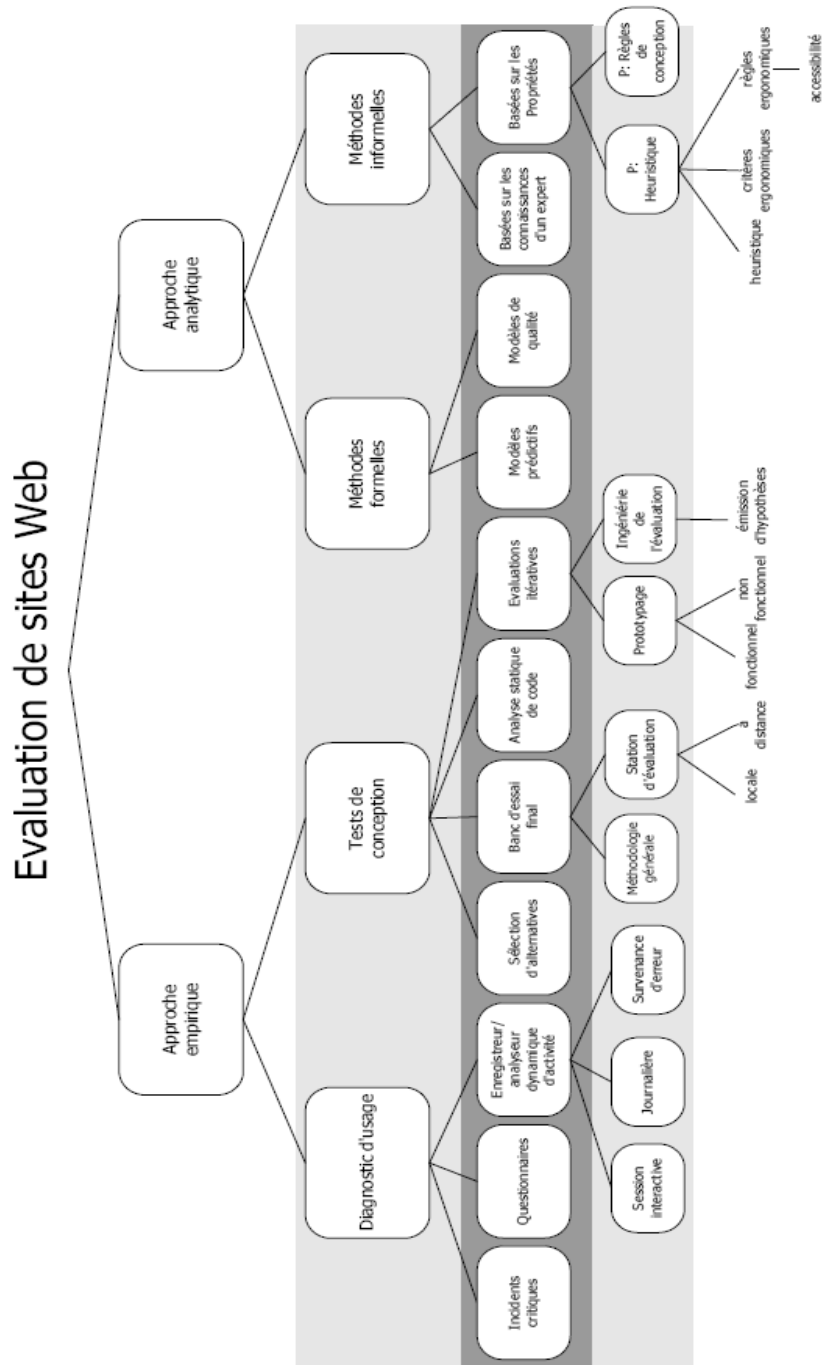 Evaluation de sites Web
Approche
empirique
Approche
analytique
Diagnostic d'usage
Tests de
conception
Méthodes
formelles
Méthodes
informelles
Incidents
critiques
Questionnaires
Enregistreur/
analyseur
dynamique
d'activité
Sélection
d'alternatives
Banc d'essai
final
Analyse statique
de code
Evaluations
itératives
Modèles
prédictifs
Modèles de
qualité
Basées sur les
connaissances
d'un expert
Basées sur les
Propriétés
Session
interactive
Journalière
Survenance
d'erreur
Méthodologie
générale
Station
d'évaluation
Prototypage
Ingéniérie
de
l'évaluation
P:
Heuristique
P: Règles
de
conception
locale
a
distance
fonctionnel
non
fonctionnel
émission
d'hypothèses
heuristique
critères
ergonomiques
règles
ergonomiques
accessibilité